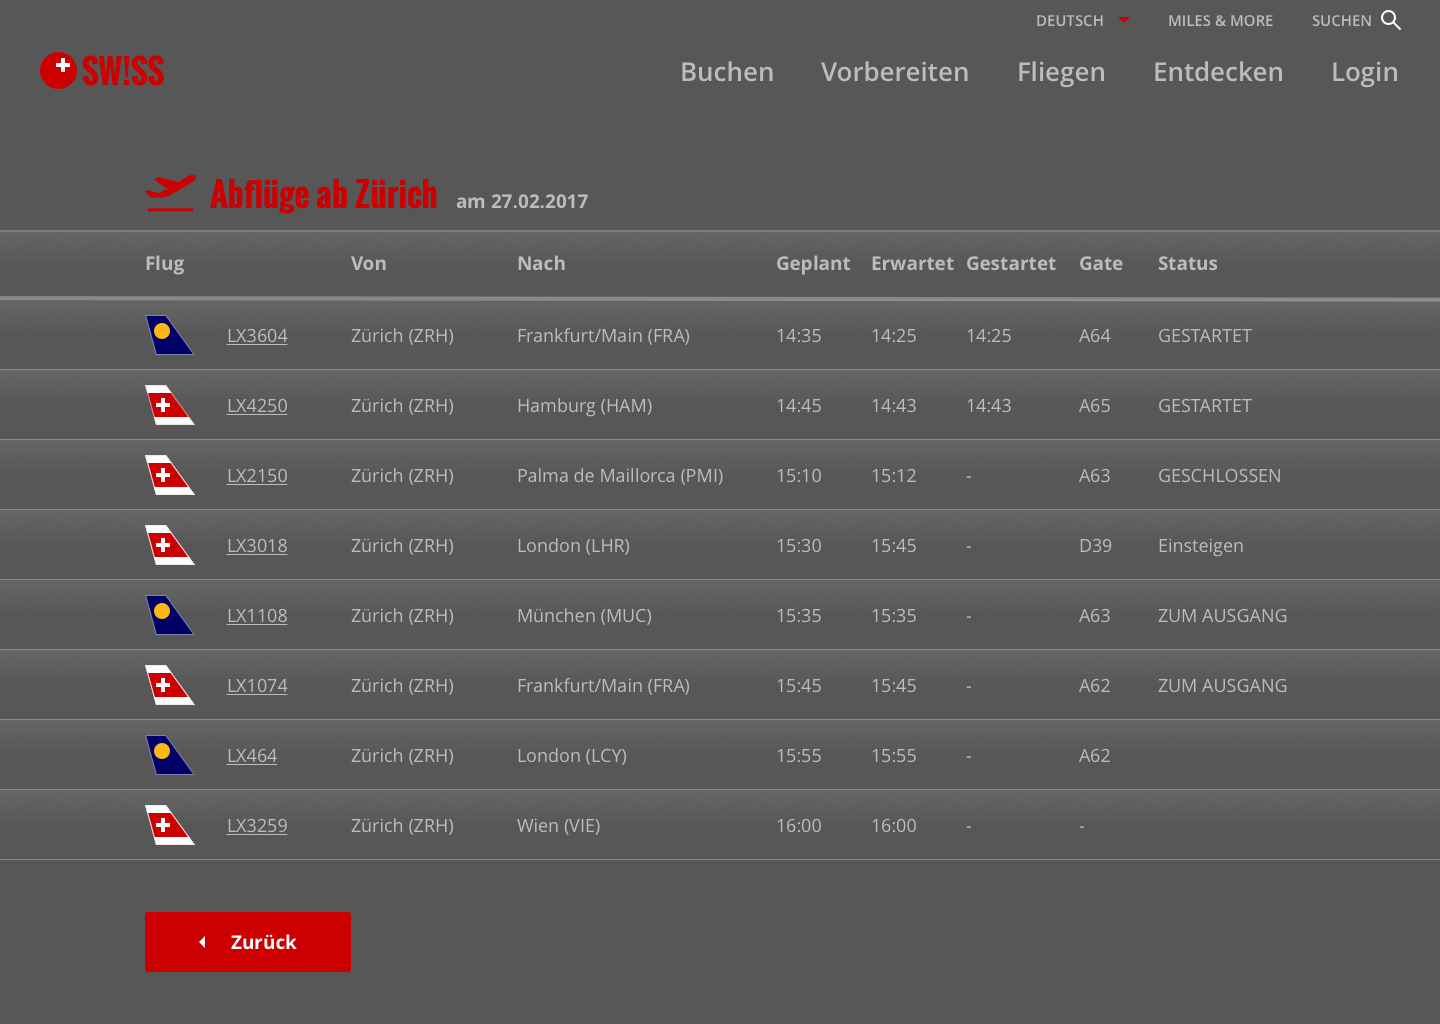 DEUTSCH MILES & MORE SUCHEN
SW!SS Buchen Vorbereiten Fliegen Entdecken Login
Abflüge ab Zürich am 27.02.2017
Flug Von Nach Geplant Erwartet Gestartet Gate Status
LX3604 Zürich (ZRH) Frankfurt/Main (FRA) 14:35 14:25 14:25 A64 GESTARTET
LX4250 Zürich (ZRH) Hamburg (HAM) 14:45 14:43 14:43 A65 GESTARTET
LX2150 Zürich (ZRH) Palma de Maillorca (PMI) 15:10 15:12 - A63 GESCHLOSSEN
LX3018 Zürich (ZRH) London (LHR) 15:30 15:45 - D39 Einsteigen
LX1108 Zürich (ZRH) München (MUC) 15:35 15:35 - A63 ZUM AUSGANG
LX1074 Zürich (ZRH) Frankfurt/Main (FRA) 15:45 15:45 - A62 ZUM AUSGANG
LX464 Zürich (ZRH) London (LCY) 15:55 15:55 - A62
LX3259 Zürich (ZRH) Wien (VIE) 16:00 16:00 - -
Zurück